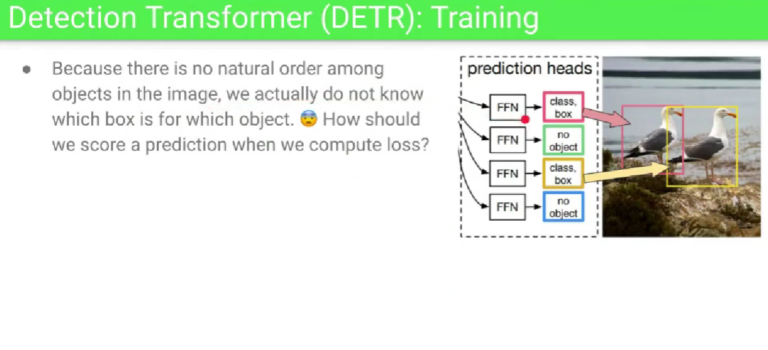 Detection Transformer (DETR): Training
• Because there is no natural order among
objects in the image, we actually do not know
which box is for which object. 😨 How should
we score a prediction when we compute loss?
prediction heads
FFN
class,
box
FFN
no
object
FFN
class,
box
FFN
no
object